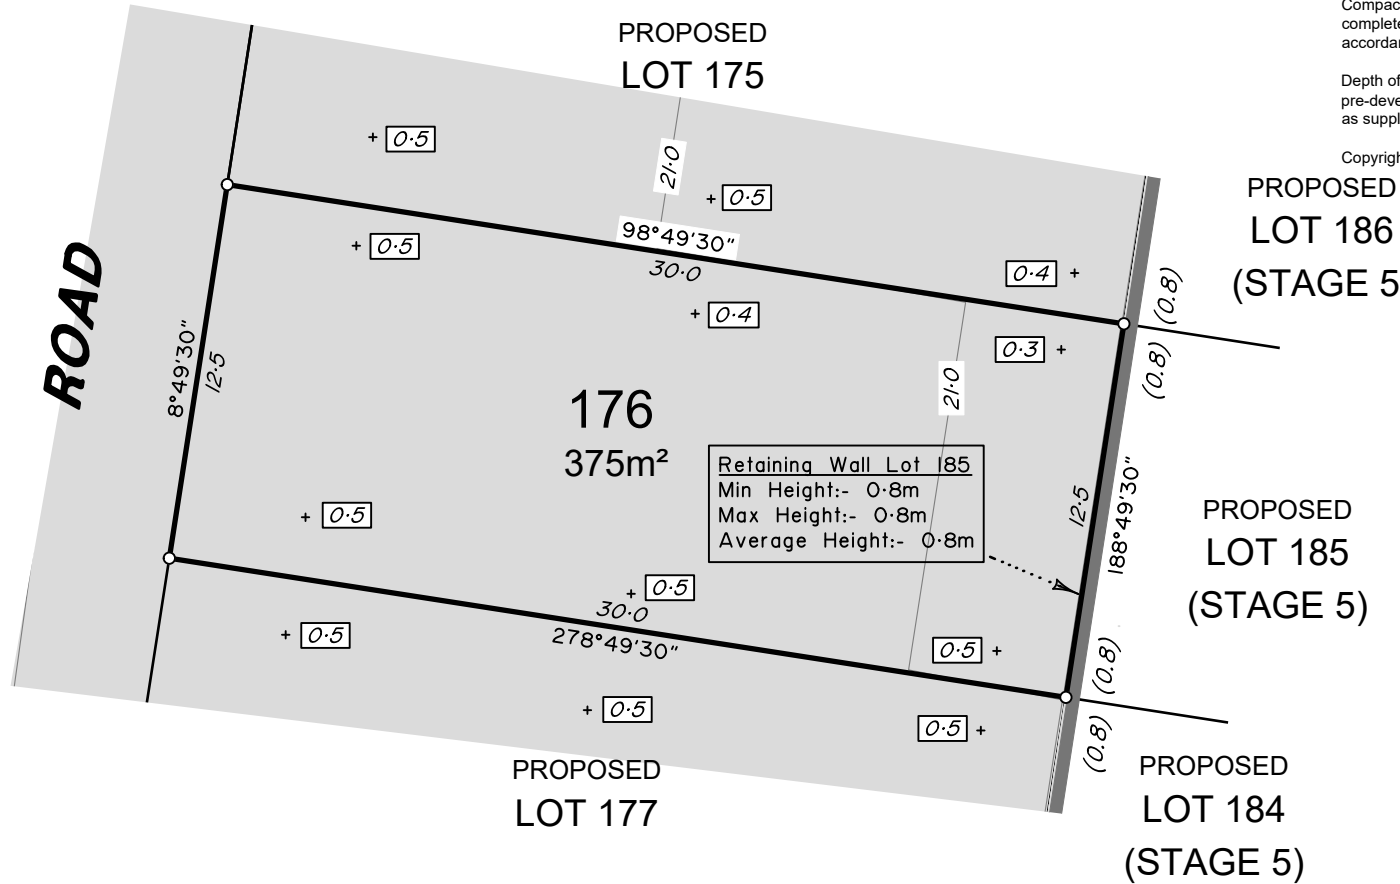 Compac
complete
accordan
Depth of
pre-deve
as suppl
Copyrigh
PROPOSED
LOT 175
PROPOSED
LOT 186
(STAGE 5
ROAD
0·5
21·0
0·5
98°49'30"
30·0
0·5
0·4
0·4
0·3
(0.8)
(0.8)
8°49'30"
12·5
21·0
176
375m²
Retaining Wall Lot 185
Min Height:- 0·8m
Max Height:- 0·8m
Average Height:- 0·8m
12·5
188°49'30"
PROPOSED
LOT 185
(STAGE 5)
0·5
0·5
30·0
278°49'30"
0·5
0·5
(0.8)
(0.8)
0·5
0·5
PROPOSED
LOT 177
PROPOSED
LOT 184
(STAGE 5)